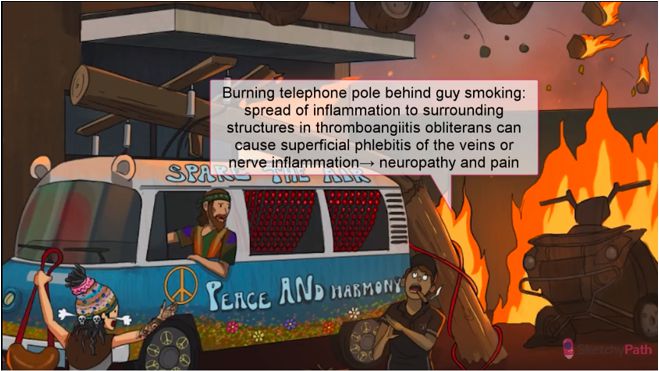 Burning telephone pole behind guy smoking:
spread of inflammation to surrounding
structures in thromboangiitis obliterans can
cause superficial phlebitis of the veins or
nerve inflammation→ neuropathy and pain
SPARE THE AIR
PEACE AND HARMONY
SketchyPath